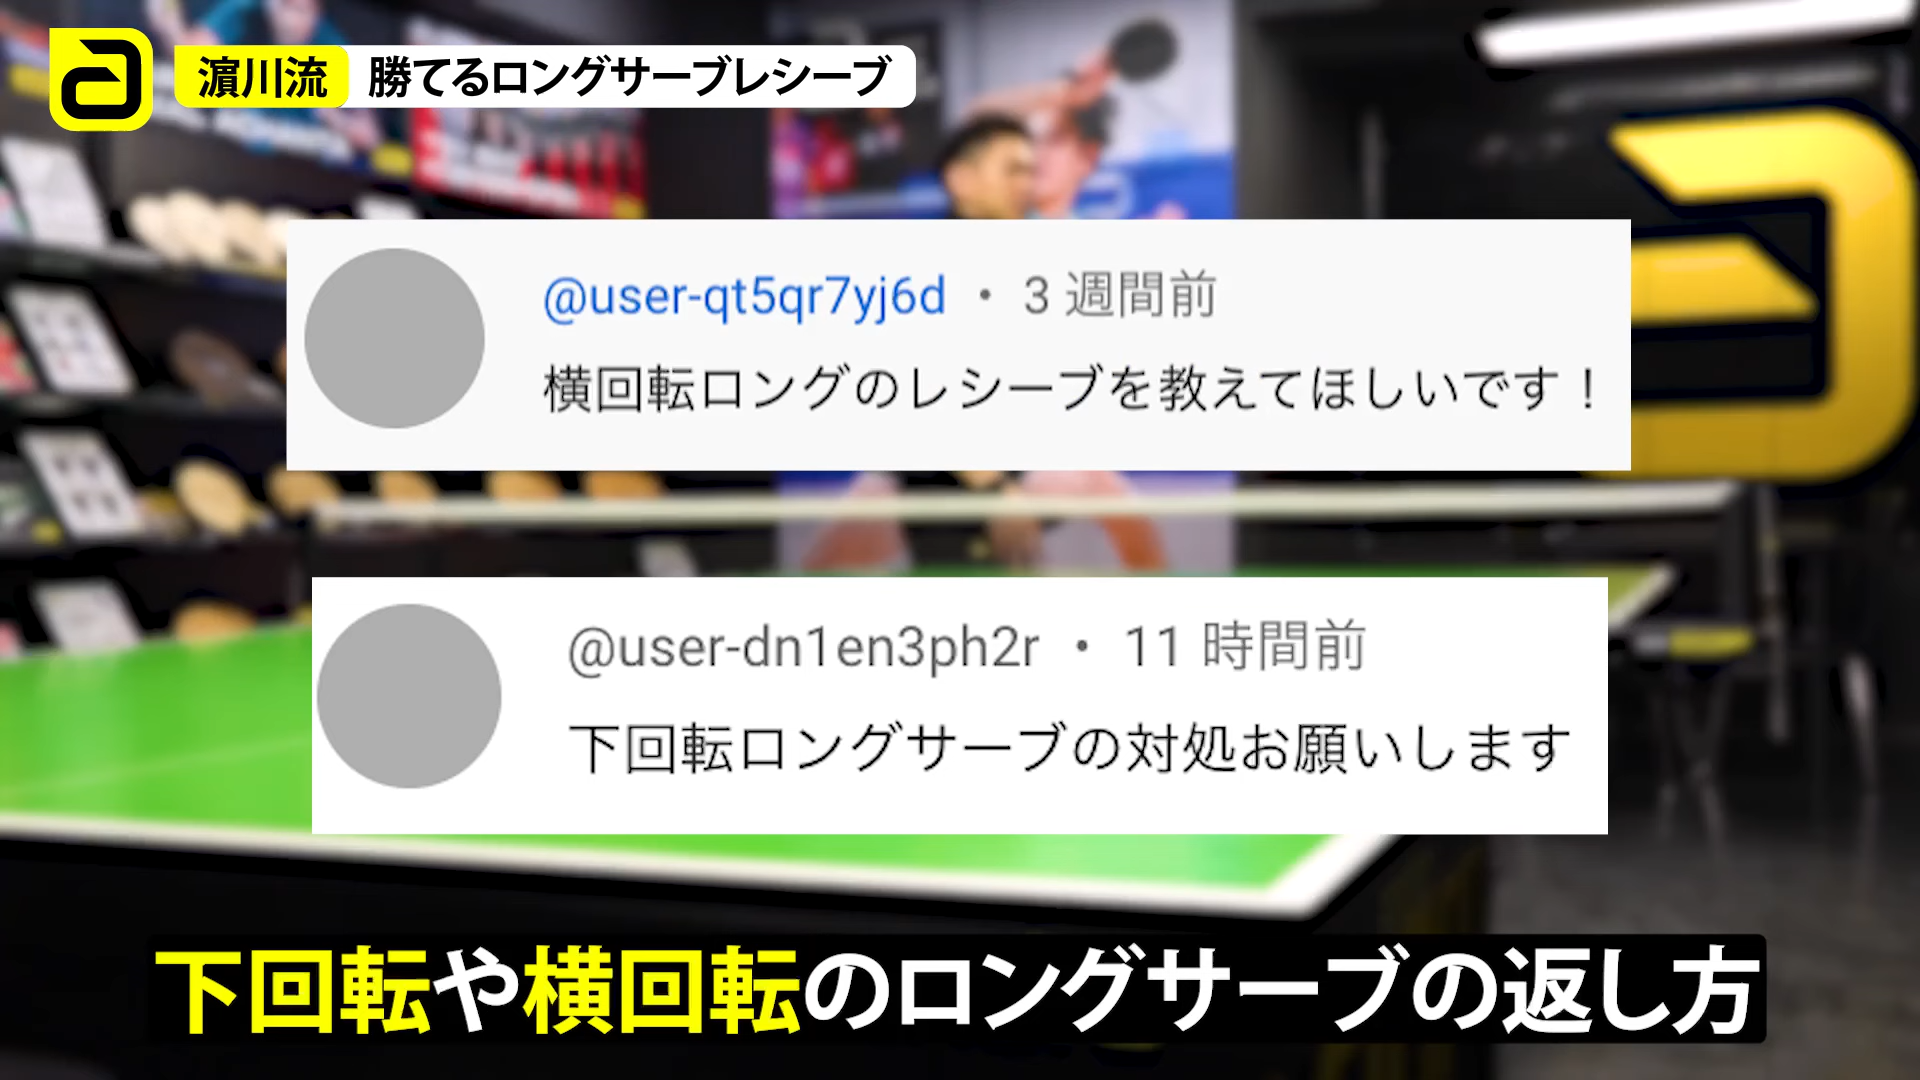 濵川流 勝てるロングサーブレシーブ
@user-qt5qr7yj6d ・ 3 週間前
横回転ロングのレシーブを教えてほしいです！
@user-dn1en3ph2r ・ 11 時間前
下回転ロングサーブの対処お願いします
下回転や横回転のロングサーブの返し方